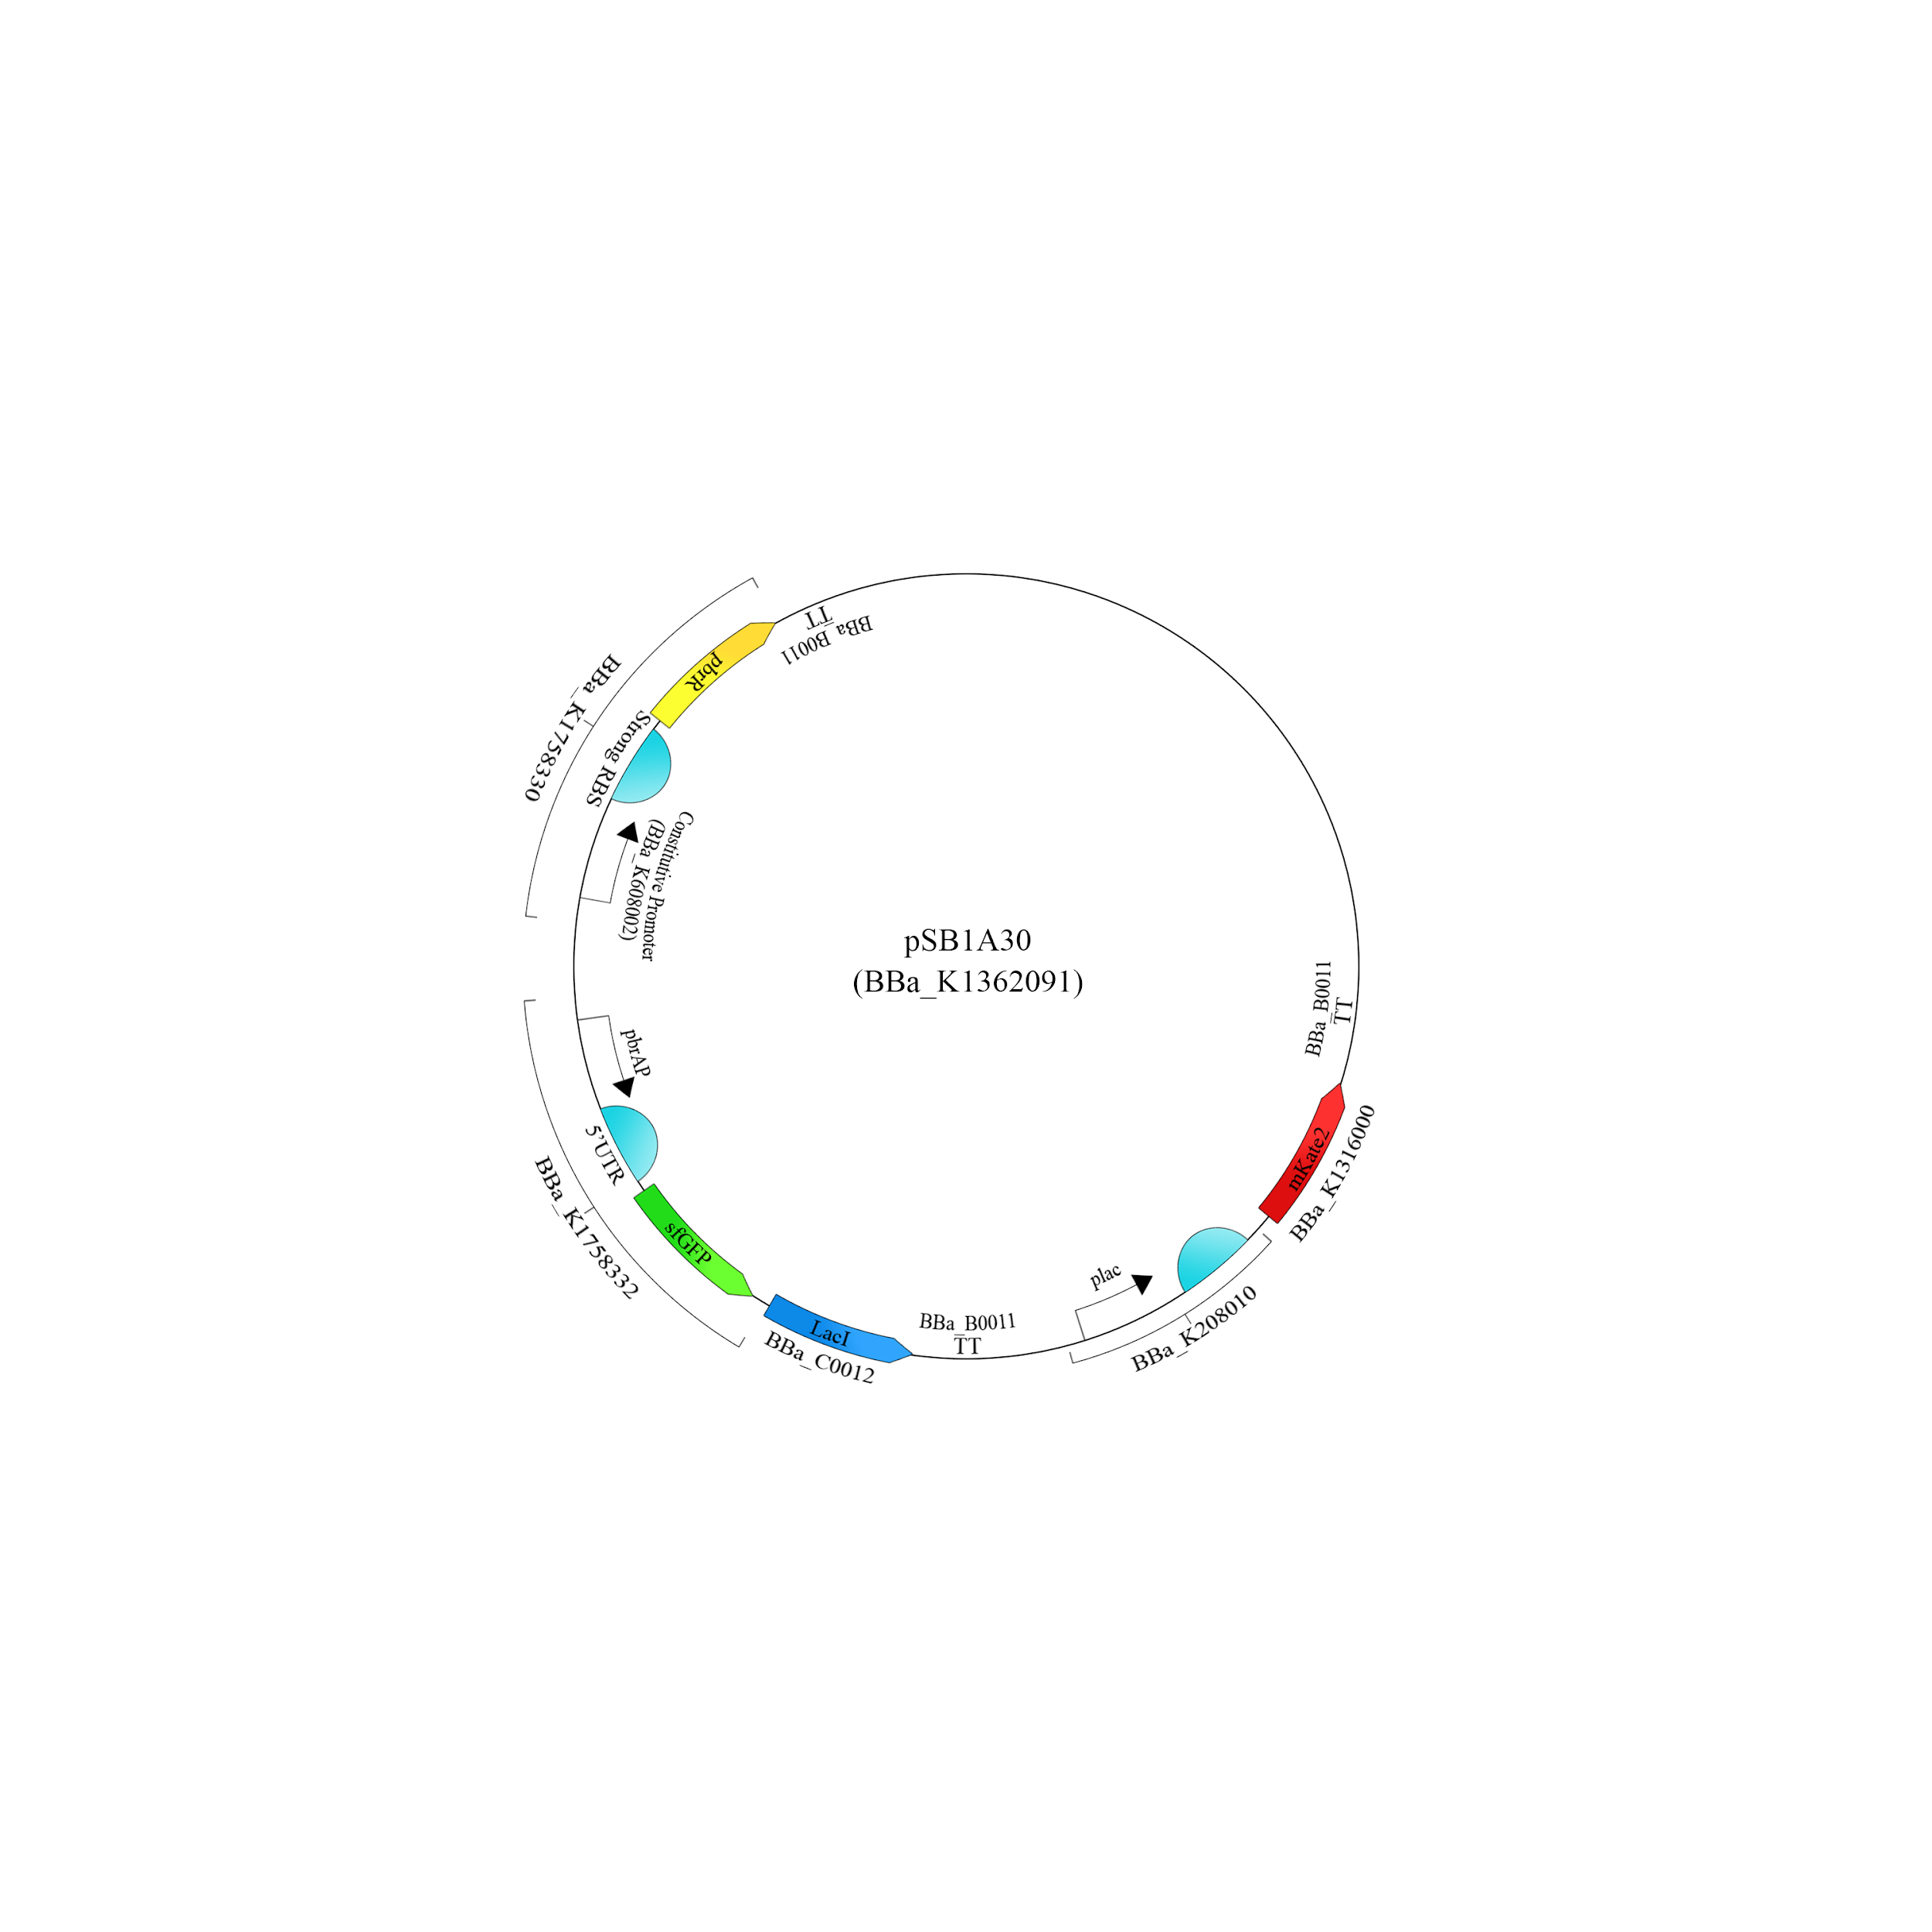 pSB1A30
(BBa_K1362091)
BBa_K1758330
pbrR
TT
BBa_B0011
Strong RBS
Constitutive Promoter
(BBa_K608002)
pbrAP
5'UTR
BBa_K1758332
sfGFP
LacI
BBa_C0012
BBa_B0011
TT
plac
BBa_K208010
mKate2
BBa_K1316000
BBa_B0011
TT